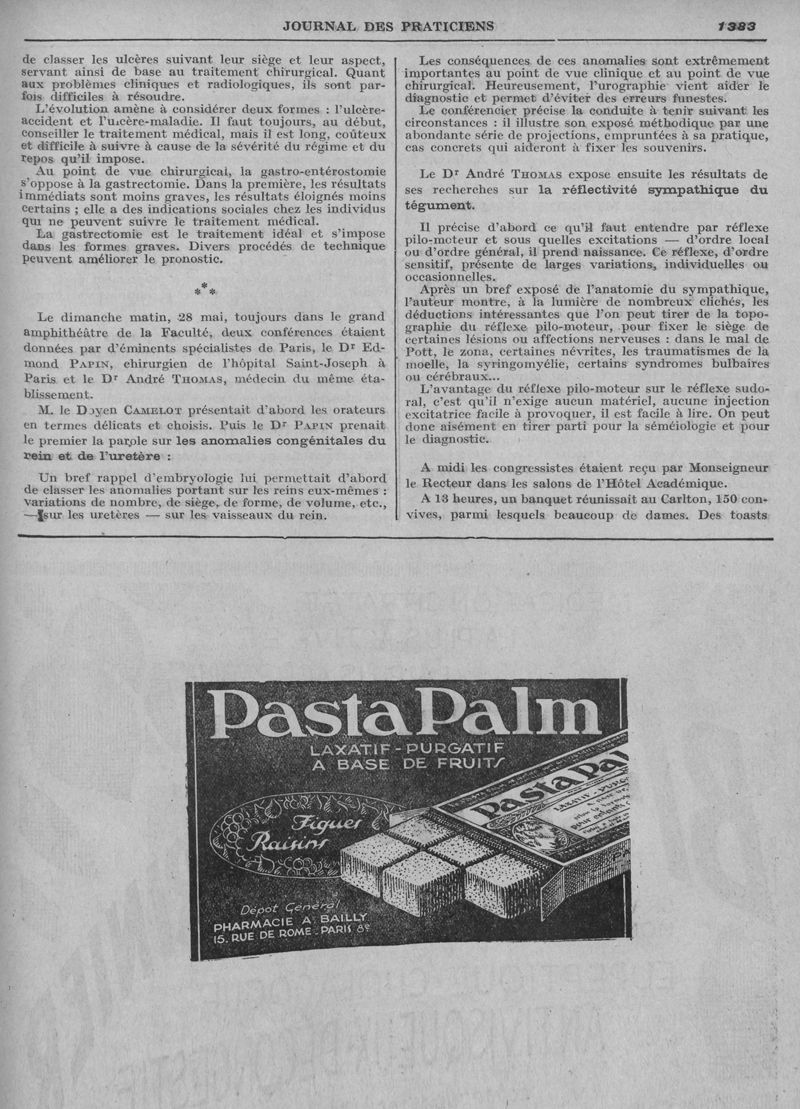 JOURNAL DES PRATICIENS
1383
de classer les ulcères suivant leur siège et leur aspect,
servant ainsi de base au traitement chirurgical. Quant
aux problèmes cliniques et radiologiques, ils sont par-
fois difficiles à résoudre.
L'évolution amène à considérer deux formes : l'ulcère-
accident et l'ulcère-maladie. Il faut toujours, au début,
conseiller le traitement médical, mais il est long, coûteux
et difficile à suivre à cause de la sévérité du régime et du
repos qu'il impose.
Au point de vue chirurgical, la gastro-entérostomie
s'oppose à la gastrectomie. Dans la première, les résultats
immédiats sont moins graves, les résultats éloignés moins
certains ; elle a des indications sociales chez les individus
qui ne peuvent suivre le traitement médical.
La gastrectomie est le traitement idéal et s'impose
dans les formes graves. Divers procédés de technique
peuvent améliorer le pronostic.
***
Le dimanche matin, 28 mai, toujours dans le grand
amphithéâtre de la Faculté, deux conférences étaient
données par d'éminents spécialistes de Paris, le Dr Ed-
mond PAPIN, chirurgien de l'hôpital Saint-Joseph à
Paris et le Dr André THOMAS, médecin du même éta-
blissement.
M. le Doyen CAMELOT présentait d'abord les orateurs
en termes délicats et choisis. Puis le Dr PAPIN prenait
le premier la parole sur les anomalies congénitales du
rein et de l'uretère :
Un bref rappel d'embryologie lui permettait d'abord
de classer les anomalies portant sur les reins eux-mêmes :
variations de nombre, de siège, de forme, de volume, etc.,
— sur les uretères — sur les vaisseaux du rein.
Les conséquences de ces anomalies sont extrêmement
importantes au point de vue clinique et au point de vue
chirurgical. Heureusement, l'urographie vient aider le
diagnostic et permet d'éviter des erreurs funestes.
Le conférencier précise la conduite à tenir suivant les
circonstances : il illustre son exposé méthodique par une
abondante série de projections, empruntées à sa pratique,
cas concrets qui aideront à fixer les souvenirs.
Le Dr André THOMAS expose ensuite les résultats de
ses recherches sur la réflectivité sympathique du
tégument.
Il précise d'abord ce qu'il faut entendre par réflexe
pilo-moteur et sous quelles excitations — d'ordre local
ou d'ordre général, il prend naissance. Ce réflexe, d'ordre
sensitif, présente de larges variations, individuelles ou
occasionnelles.
Après un bref exposé de l'anatomie du sympathique,
l'auteur montre, à la lumière de nombreux clichés, les
déductions intéressantes que l'on peut tirer de la topo-
graphie du réflexe pilo-moteur, pour fixer le siège de
certaines lésions ou affections nerveuses : dans le mal de
Pott, le zona, certaines névrites, les traumatismes de la
moelle, la syringomyélie, certains syndromes bulbaires
ou cérébraux...
L'avantage du réflexe pilo-moteur sur le réflexe sudo-
ral, c'est qu'il n'exige aucun matériel, aucune injection
excitatrice facile à provoquer, il est facile à lire. On peut
donc aisément en tirer parti pour la séméiologie et pour
le diagnostic.
A midi les congressistes étaient reçu par Monseigneur
le Recteur dans les salons de l'Hôtel Académique.
A 13 heures, un banquet réunissait au Carlton, 150 con-
vives, parmi lesquels beaucoup de dames. Des toasts
PastaPalm
LAXATIF - PURGATIF
A BASE DE FRUITS
Figues
Raisins
PastaPal
LAXATIF - PURG
Dépot Général
PHARMACIE A. BAILLY
15, RUE DE ROME - PARIS 8e